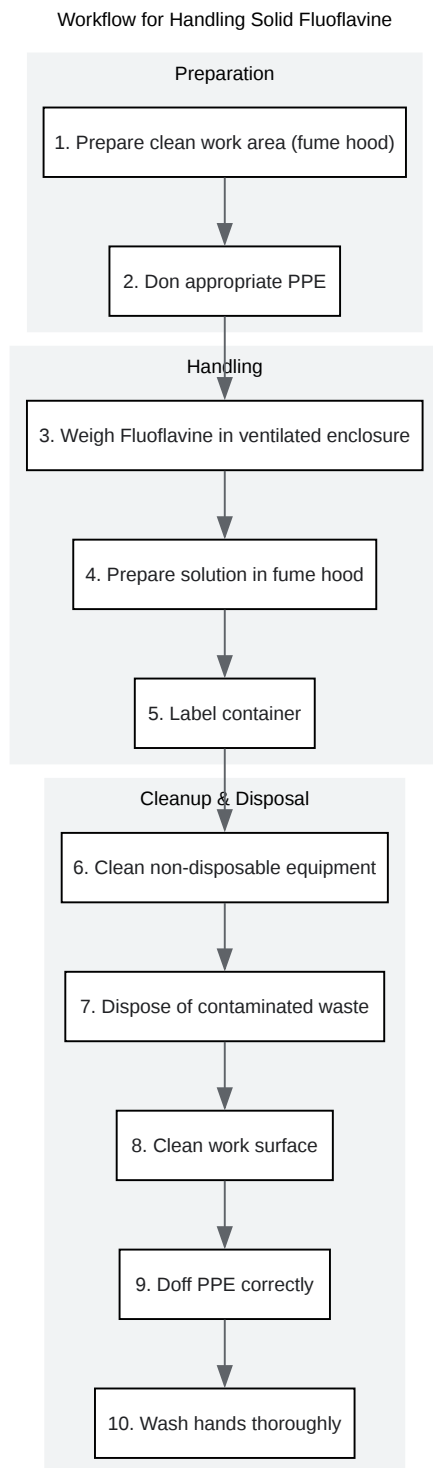 Workflow for Handling Solid Fluoflavine
Preparation
1. Prepare clean work area (fume hood)
2. Don appropriate PPE
Handling
3. Weigh Fluoflavine in ventilated enclosure
4. Prepare solution in fume hood
5. Label container
Cleanup & Disposal
6. Clean non-disposable equipment
7. Dispose of contaminated waste
8. Clean work surface
9. Doff PPE correctly
10. Wash hands thoroughly